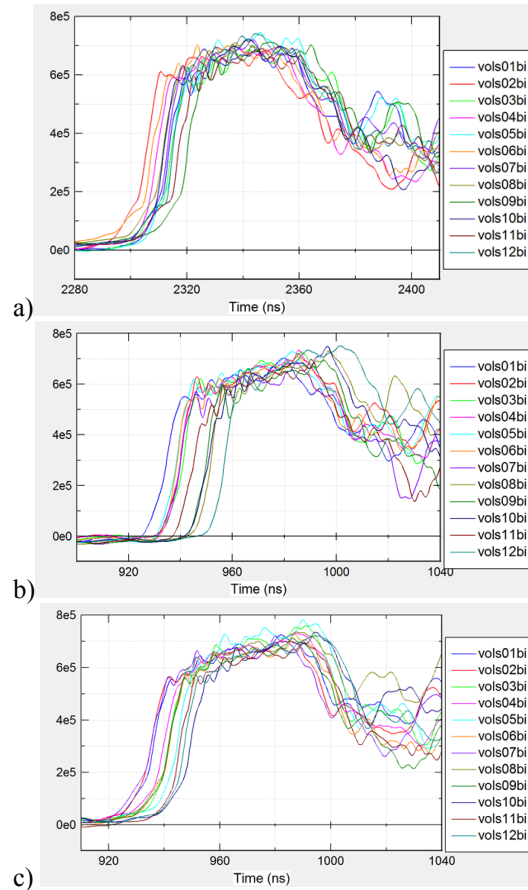 8e5
6e5
4e5
2e5
0e0
2280 2320 2360 2400
Time (ns)
vols01bi
vols02bi
vols03bi
vols04bi
vols05bi
vols06bi
vols07bi
vols08bi
vols09bi
vols10bi
vols11bi
vols12bi
a)
8e5
6e5
4e5
2e5
0e0
920 960 1000 1040
Time (ns)
vols01bi
vols02bi
vols03bi
vols04bi
vols05bi
vols06bi
vols07bi
vols08bi
vols09bi
vols10bi
vols11bi
vols12bi
b)
8e5
6e5
4e5
2e5
0e0
920 960 1000 1040
Time (ns)
vols01bi
vols02bi
vols03bi
vols04bi
vols05bi
vols06bi
vols07bi
vols08bi
vols09bi
vols10bi
vols11bi
vols12bi
c)